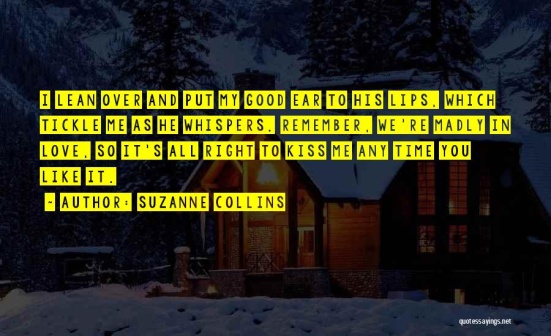 I LEAN OVER AND PUT MY GOOD EAR TO HIS LIPS, WHICH
TICKLE ME AS HE WHISPERS. REMEMBER, WE'RE MADLY IN
LOVE, SO IT'S ALL RIGHT TO KISS ME ANY TIME YOU
LIKE IT.
- AUTHOR: SUZANNE COLLINS
quotessayings.net